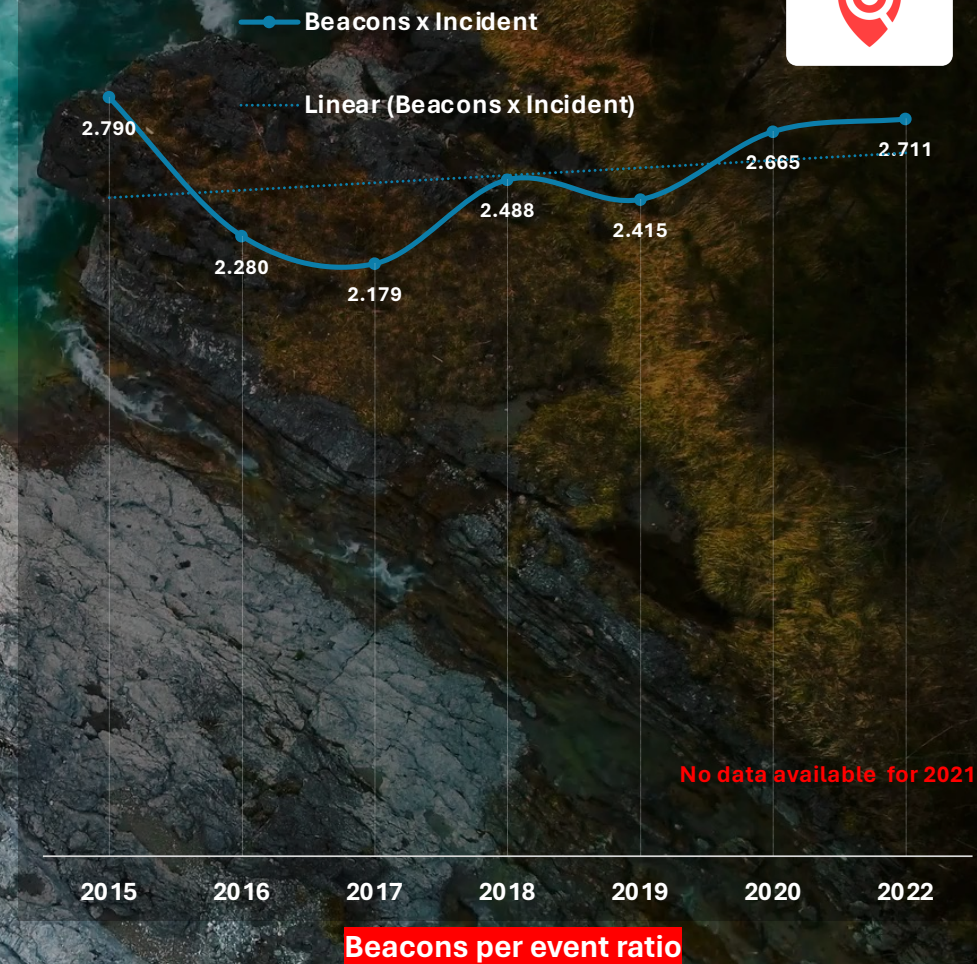 Beacons x Incident
Linear (Beacons x Incident)
2.790
2.280
2.179
2.488
2.415
2.665
2.711
No data available for 2021
2015 2016 2017 2018 2019 2020 2022
Beacons per event ratio